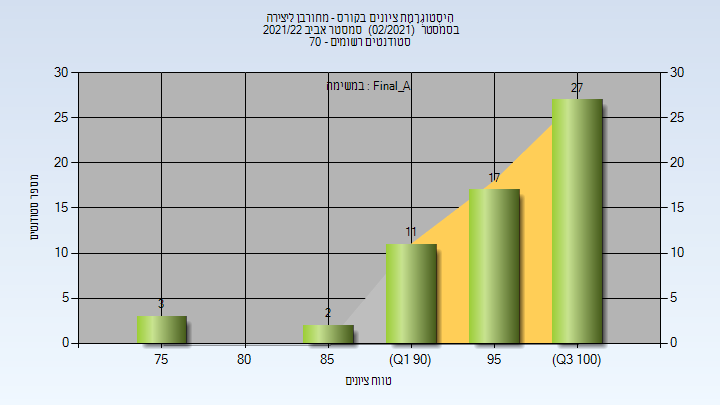 היסטוגרמת ציונים בקורס - מחורבן ליצירה
בסמסטר (02/2021) סמסטר אביב 2021/22
סטודנטים רשומים - 70
במשימה : Final_A
30
25
20
15
10
5
0
30
25
20
15
10
5
0
מספר סטודנטים
3
2
11
17
27
75
80
85
(Q1 90)
95
(Q3 100)
טווח ציונים